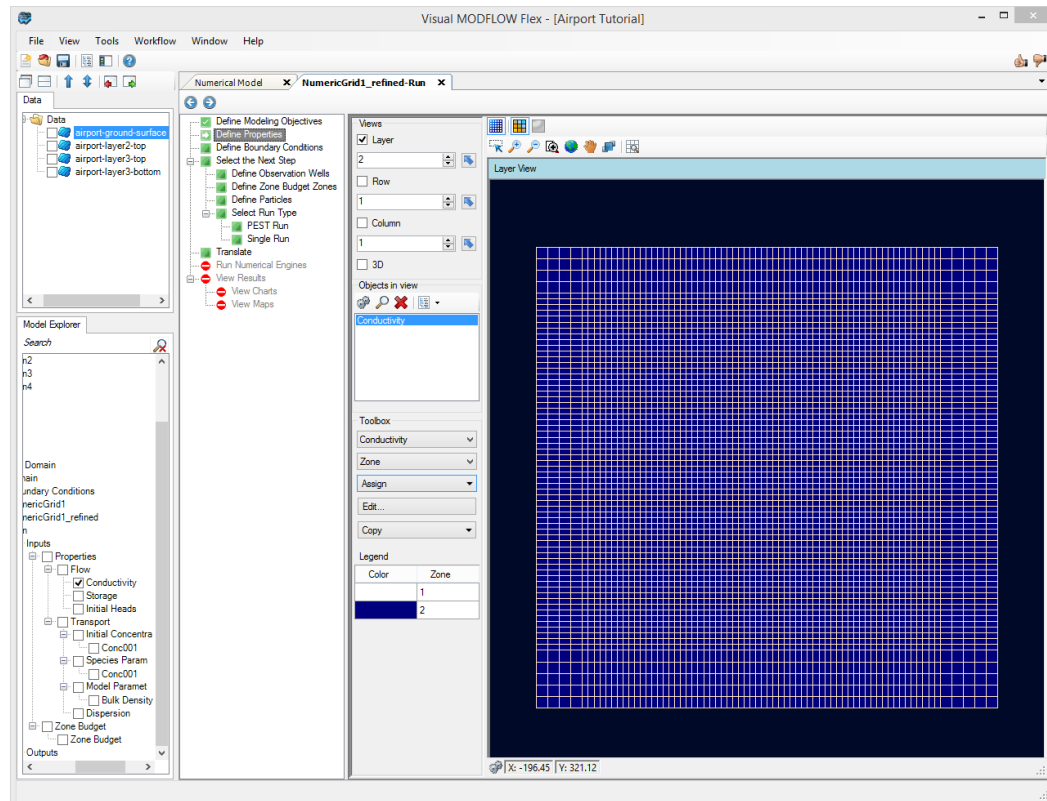 Visual MODFLOW Flex - [Airport Tutorial]
File View Tools Workflow Window Help
Data
Data
airport-ground-surface
airport-layer2-top
airport-layer3-top
airport-layer3-bottom
Model Explorer
Search
n2
n3
n4
Domain
nain
undary Conditions
nericGrid1
nericGrid1_refined
n
Inputs
Properties
Flow
Conductivity
Storage
Initial Heads
Transport
Initial Concentra
Conc001
Species Param
Conc001
Model Paramet
Bulk Density
Dispersion
Zone Budget
Zone Budget
Outputs
Numerical Model X NumericGrid1_refined-Run X
Define Modeling Objectives
Define Properties
Define Boundary Conditions
Select the Next Step
Define Observation Wells
Define Zone Budget Zones
Define Particles
Select Run Type
PEST Run
Single Run
Translate
Run Numerical Engines
View Results
View Charts
View Maps
Views
Layer
2
Row
1
Column
1
3D
Objects in view
Conductivity
Toolbox
Conductivity
Zone
Assign
Edit...
Copy
Legend
Color Zone
1
2
Layer View
X: -196.45 Y: 321.12